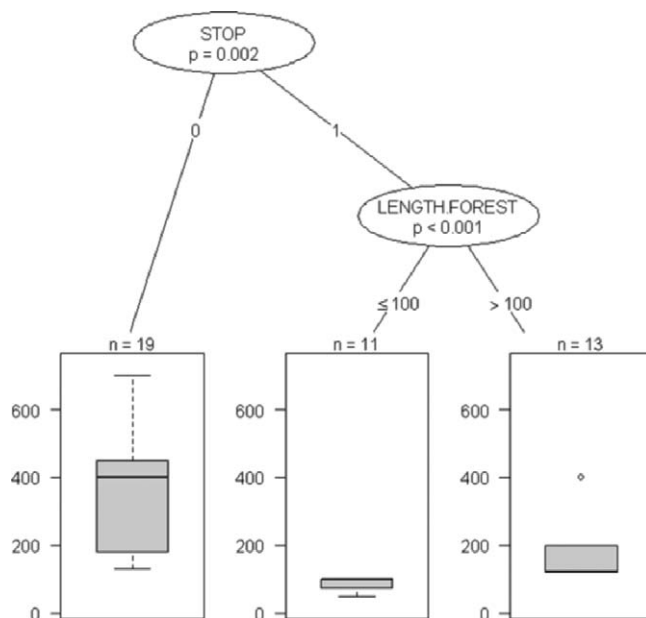 STOP
p = 0.002
0
1
LENGTH.FOREST
p < 0.001
≤ 100
> 100
n = 19
n = 11
n = 13
600
400
200
0
600
400
200
0
600
400
200
0